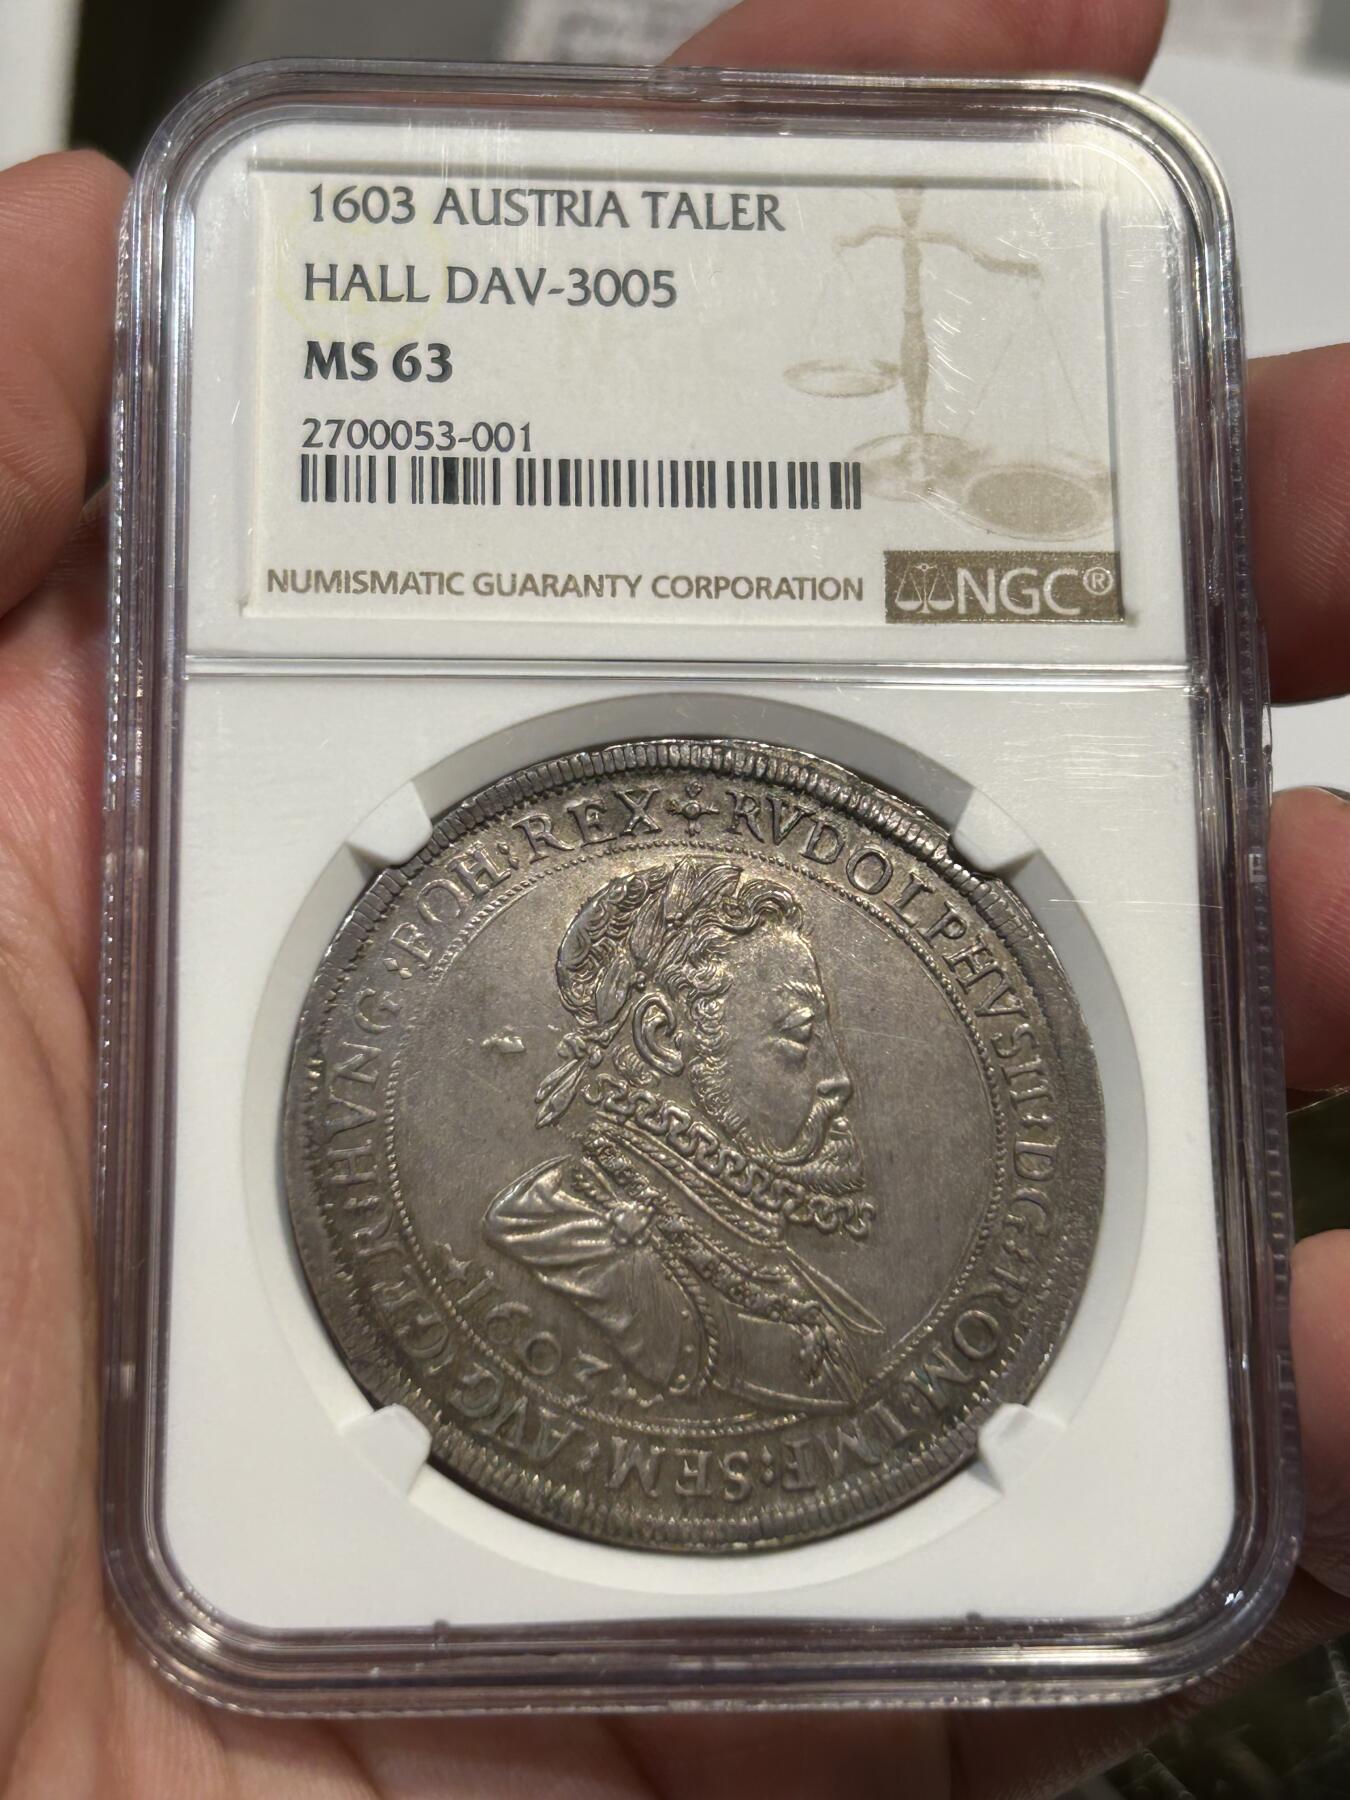 1603 AUSTRIA TALER
HALL DAV-3005
MS 63
2700053-001
NUMISMATIC GUARANTY CORPORATION
NGC®
RVDOLPHVS II: D: G: ROM: IMP: SEM: AVG: GER: HVNG: BOH: REX